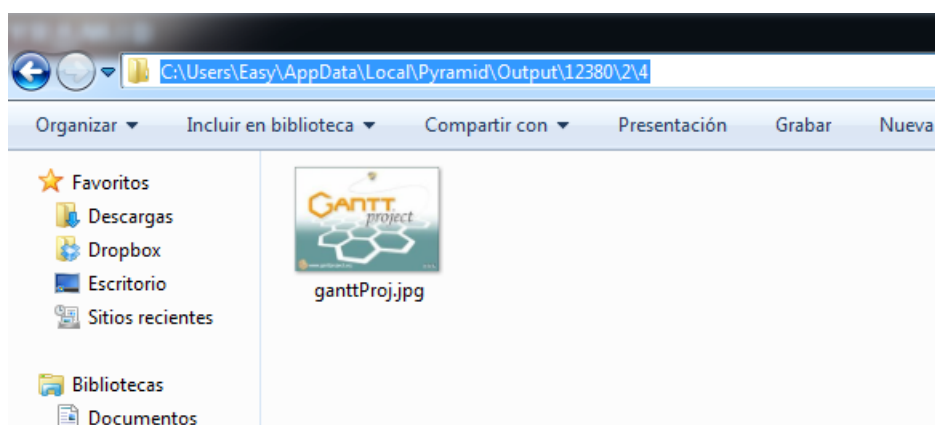 C:\Users\Easy\AppData\Local\Pyramid\Output\12380\2\4
Organizar Incluir en biblioteca Compartir con Presentación Grabar Nueva
Favoritos
Descargas
Dropbox
Escritorio
Sitios recientes
Bibliotecas
Documentos
GANTT
project
ganttProj.jpg